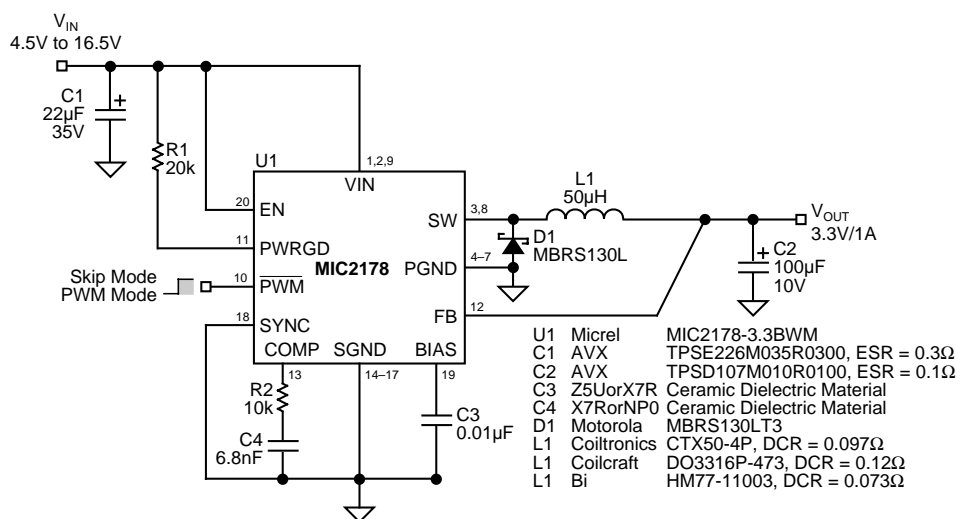 VIN
4.5V to 16.5V
C1
22µF
35V
R1
20k
U1
1,2,9
VIN
20
EN
11
PWRGD
MIC2178
Skip Mode
PWM Mode
10
PWM
18
SYNC
COMP
SGND
BIAS
SW
3,8
PGND
4–7
FB
12
L1
50µH
D1
MBRS130L
VOUT
3.3V/1A
C2
100µF
10V
13
14–17
19
R2
10k
C4
6.8nF
C3
0.01µF
U1 Micrel MIC2178-3.3BWM
C1 AVX TPSE226M035R0300, ESR = 0.3Ω
C2 AVX TPSD107M010R0100, ESR = 0.1Ω
C3 Z5UorX7R Ceramic Dielectric Material
C4 X7RorNP0 Ceramic Dielectric Material
D1 Motorola MBRS130LT3
L1 Coiltronics CTX50-4P, DCR = 0.097Ω
L1 Coilcraft DO3316P-473, DCR = 0.12Ω
L1 Bi HM77-11003, DCR = 0.073Ω